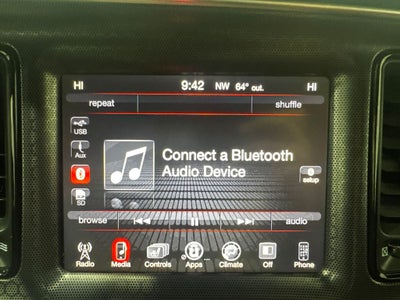 HI 9:42 NW 64° out. HI
repeat shuffle
USB
Aux
Connect a Bluetooth
Audio Device
setup
SD
browse audio
Radio Media Controls Apps Climate Off Phone